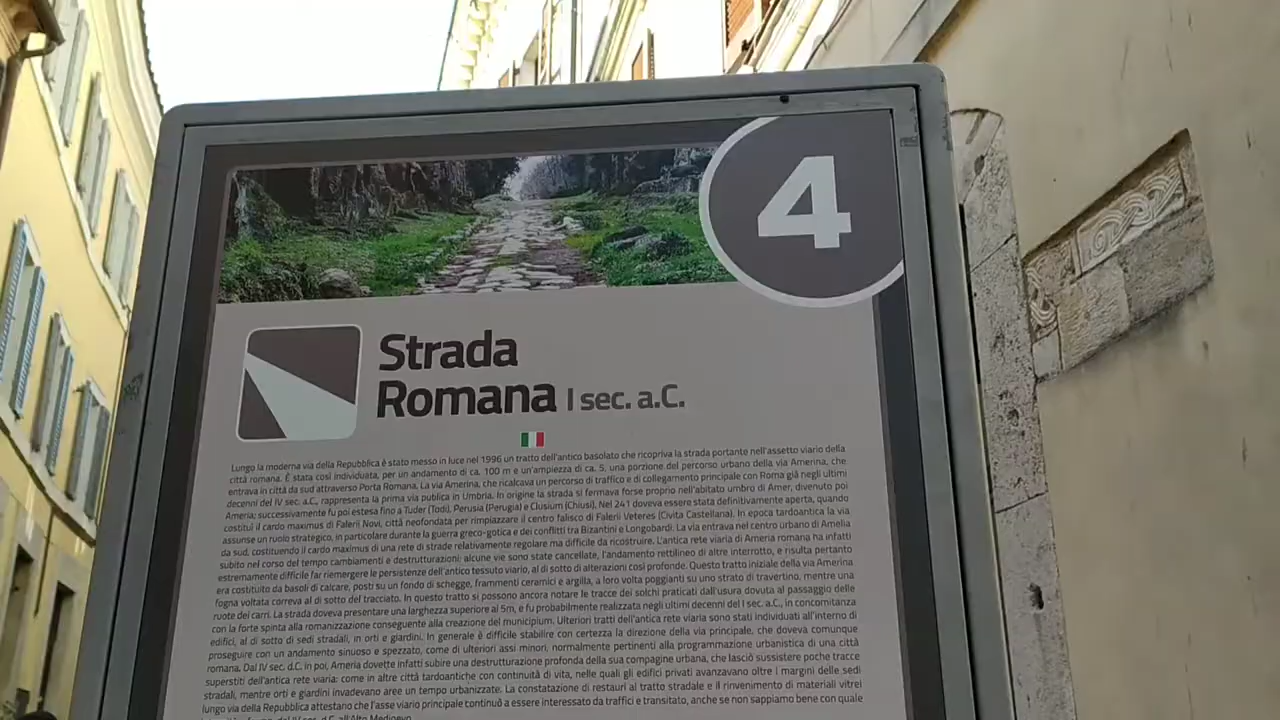 4
Strada
Romana I sec. a.C.
Lungo la moderna via della Repubblica è stato messo in luce nel 1996 un tratto dell'antico basolato che ricopriva la strada portante nell'assetto viario della
città romana. È stata così individuata, per un andamento di ca. 100 m e un'ampiezza di ca. 5, una porzione del percorso urbano della via Amerina, che
entrava in città da sud attraverso Porta Romana. La via Amerina, che ricalcava un percorso di traffico e di collegamento principale con Roma già negli ultimi
decenni del IV sec. a.C., rappresenta la prima via publica in Umbria. In origine la strada si fermava forse proprio nell'abitato umbro di Amer, divenuto poi
Ameria; successivamente fu poi estesa fino a Tuder (Todi), Perusia (Perugia) e Clusium (Chiusi). Nel 241 doveva essere stata definitivamente aperta, quando
costituì il cardo maximus di Falerii Novi, città neofondata per rimpiazzare il centro falisco di Falerii Veteres (Civita Castellana). In epoca tardoantica la via
assunse un ruolo strategico, in particolare durante la guerra greco-gotica e dei conflitti tra Bizantini e Longobardi. La via entrava nel centro urbano di Amelia
da sud, costituendo il cardo maximus di una rete di strade relativamente regolare ma difficile da ricostruire. L'antica rete viaria di Ameria romana ha infatti
subito nel corso del tempo cambiamenti e destrutturazioni: alcune vie sono state cancellate, l'andamento rettilineo di altre interrotto, e risulta pertanto
estremamente difficile far riemergere le persistenze dell'antico tessuto viario, al di sotto di alterazioni così profonde. Questo tratto iniziale della via Amerina
era costituito da basoli di calcare, posti su un fondo di schegge, frammenti ceramici e argilla, a loro volta poggianti su uno strato di travertino, mentre una
fogna voltata correva al di sotto del tracciato. In questo tratto si possono ancora notare le tracce dei solchi praticati dall'usura dovuta al passaggio delle
ruote dei carri. La strada doveva presentare una larghezza superiore ai 5m, e fu probabilmente realizzata negli ultimi decenni del I sec. a.C., in concomitanza
con la forte spinta alla romanizzazione conseguente alla creazione del municipium. Ulteriori tratti dell'antica rete viaria sono stati individuati all'interno di
edifici, al di sotto di sedi stradali, in orti e giardini. In generale è difficile stabilire con certezza la direzione della via principale, che doveva comunque
proseguire con un andamento sinuoso e spezzato, come di ulteriori assi minori, normalmente pertinenti alla programmazione urbanistica di una città
romana. Dal IV sec. d.C. in poi, Ameria dovette infatti subire una destrutturazione profonda della sua compagine urbana, che lasciò sussistere poche tracce
superstiti dell'antica rete viaria: come in altre città tardoantiche con continuità di vita, nelle quali gli edifici privati avanzavano oltre i margini delle sedi
stradali, mentre orti e giardini invadevano aree un tempo urbanizzate. La constatazione di restauri al tratto stradale e il rinvenimento di materiali vitrei
lungo via della Repubblica attestano che l'asse viario principale continuò a essere interessato da traffici e transitato, anche se non sappiamo bene con quale
sec. d.C. all'Alto Medioevo